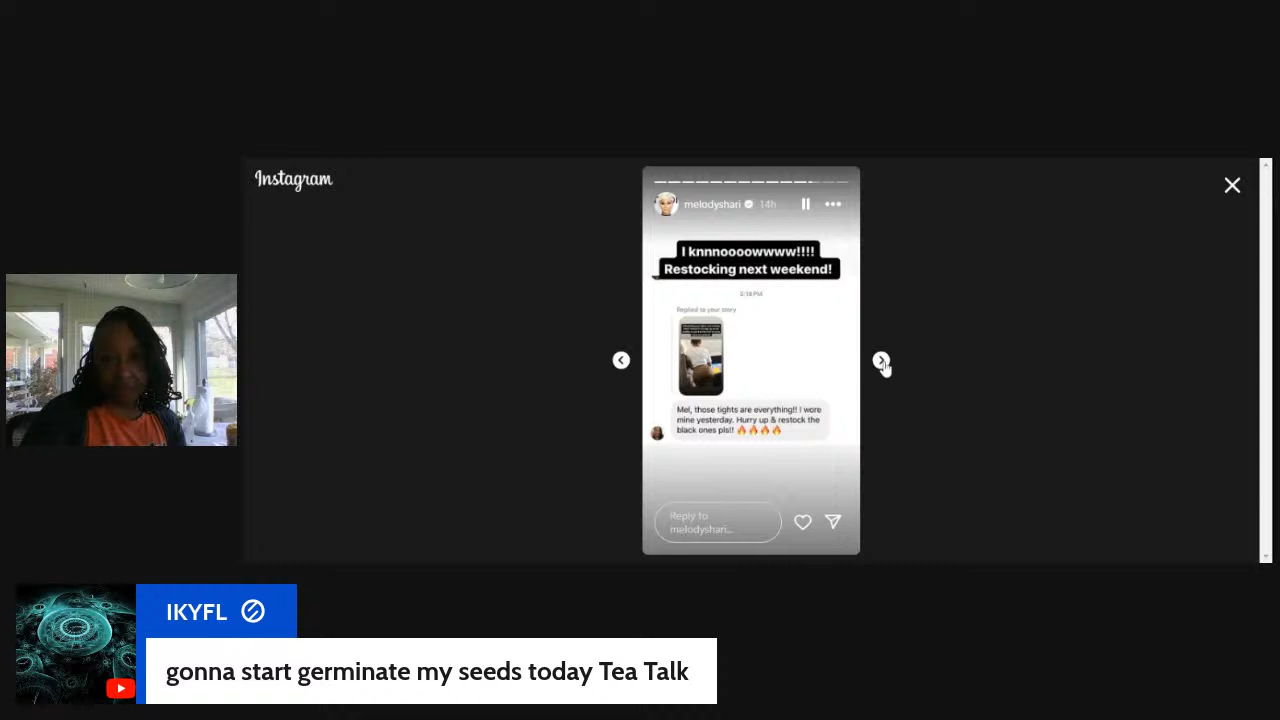 Instagram
melodyshari 14h
I knnnoooowwww!!!!
Restocking next weekend!
Replied to your story
Mel, those tights are everything!! I wore
mine yesterday. Hurry up & restock the
black ones pls!! 🔥🔥🔥🔥
Reply to
melodyshari...
IKYFL
gonna start germinate my seeds today Tea Talk